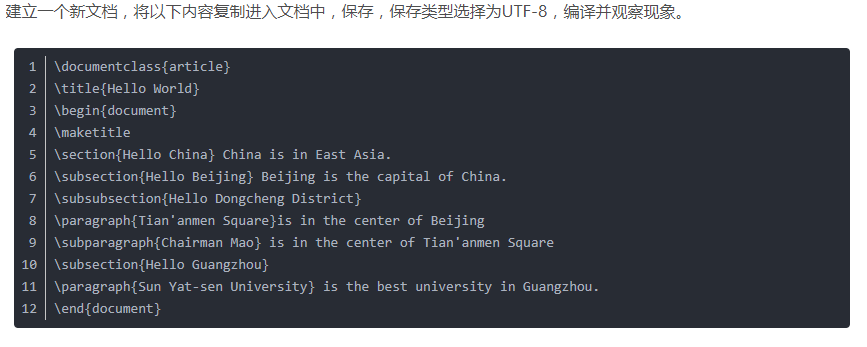 建立一个新文档，将以下内容复制进入文档中，保存，保存类型选择为UTF-8，编译并观察现象。
1 \documentclass{article}
2 \title{Hello World}
3 \begin{document}
4 \maketitle
5 \section{Hello China} China is in East Asia.
6 \subsection{Hello Beijing} Beijing is the capital of China.
7 \subsubsection{Hello Dongcheng District}
8 \paragraph{Tian'anmen Square}is in the center of Beijing
9 \subparagraph{Chairman Mao} is in the center of Tian'anmen Square
10 \subsection{Hello Guangzhou}
11 \paragraph{Sun Yat-sen University} is the best university in Guangzhou.
12 \end{document}